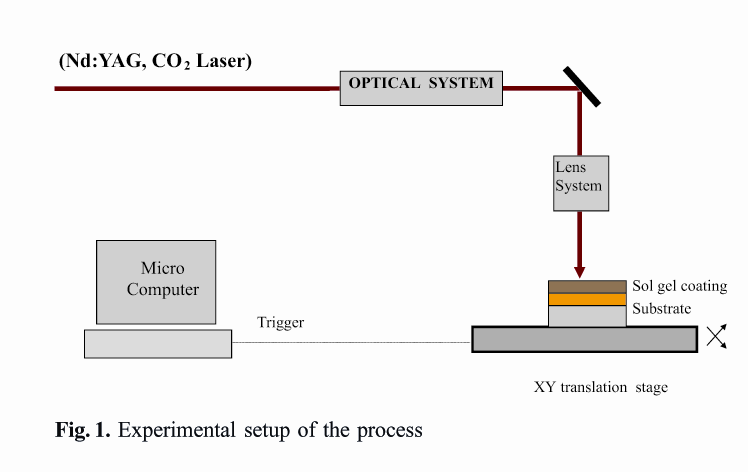 (Nd:YAG, CO₂ Laser)
OPTICAL SYSTEM
Lens
System
Micro
Computer
Sol gel coating
Substrate
Trigger
XY translation stage
Fig. 1. Experimental setup of the process